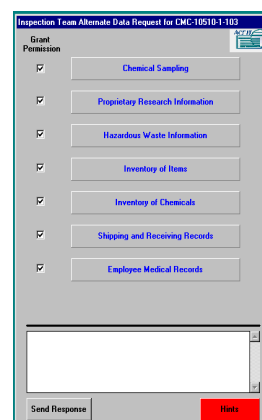 Inspection Team Alternate Data Request for CMC-10510-1-103
Grant
Permission
Chemical Sampling
Proprietary Research Information
Hazardous Waste Information
Inventory of Items
Inventory of Chemicals
Shipping and Receiving Records
Employee Medical Records
Send Response
Hints